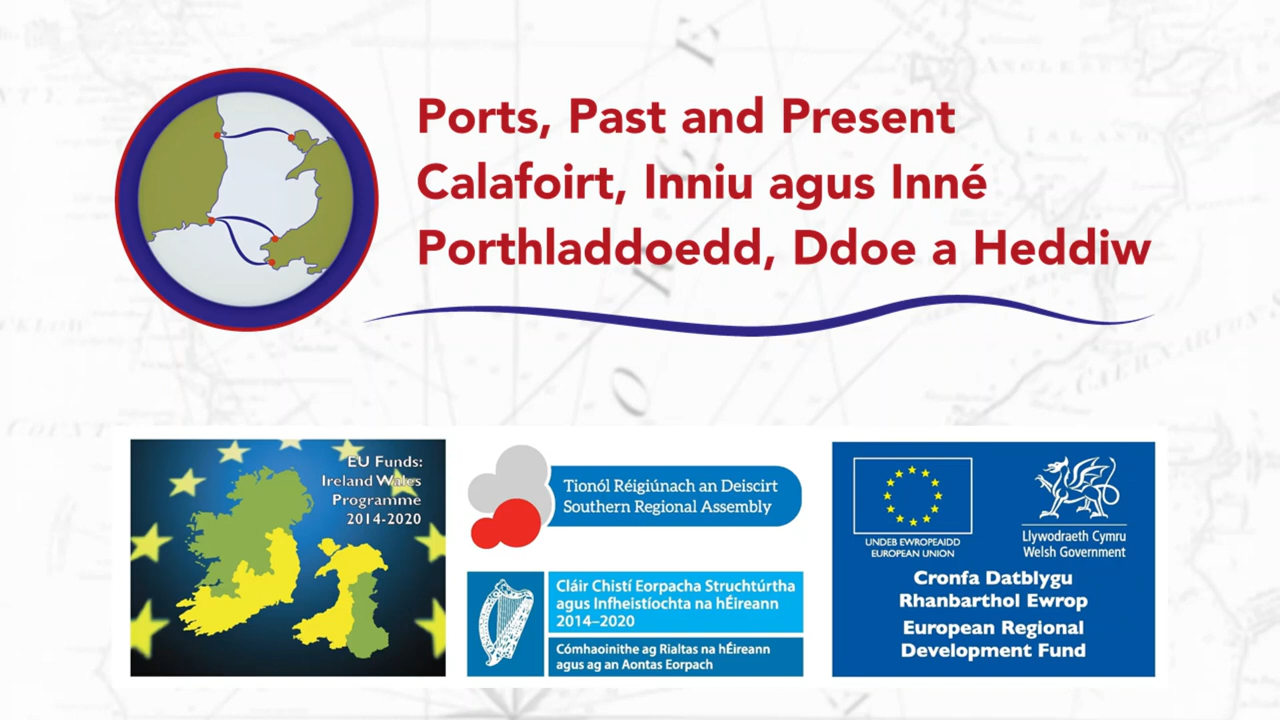 Ports, Past and Present
Calafoirt, Inniu agus Inné
Porthladdoedd, Ddoe a Heddiw
EU Funds:
Ireland Wales
Programme
2014-2020
Tionól Réigiúnach an Deiscirt
Southern Regional Assembly
Cláir Chistí Eorpacha Struchtúrtha
agus Infheistíochta na hÉireann
2014–2020
Cómhaoinithe ag Rialtas na hÉireann
agus ag an Aontas Eorpach
UNDEB EWROPEAIDD
EUROPEAN UNION
Llywodraeth Cymru
Welsh Government
Cronfa Datblygu
Rhanbarthol Ewrop
European Regional
Development Fund